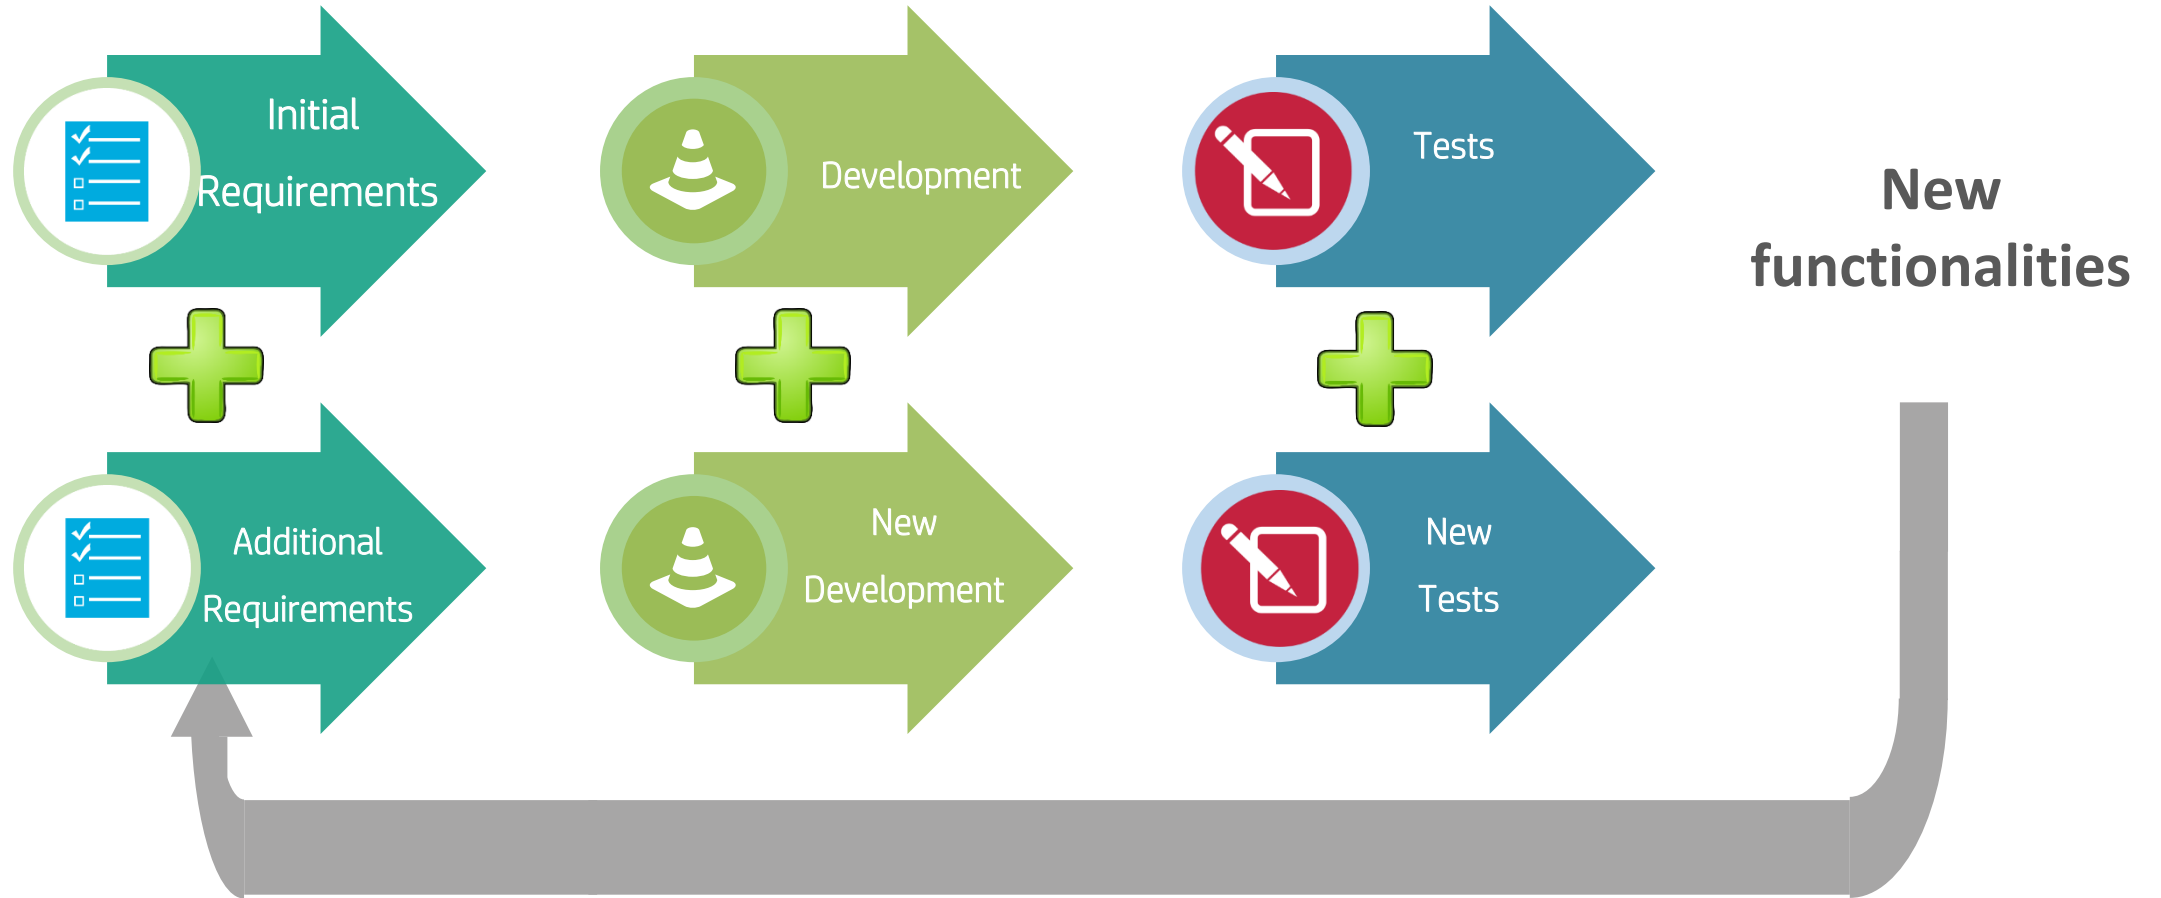 Initial
Requirements
Development
Tests
New
functionalities
Additional
Requirements
New
Development
New
Tests